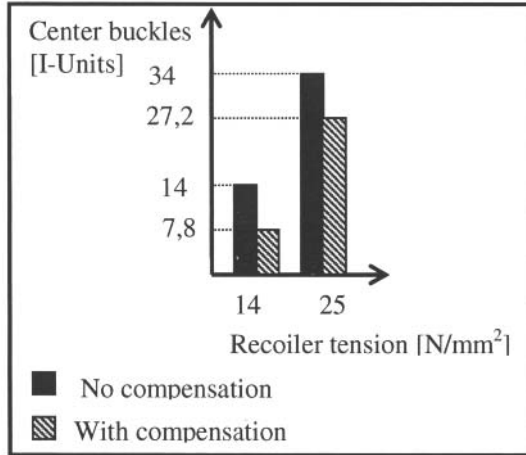 Center buckles
[I-Units]
34
27,2
14
7,8
14 25
Recoiler tension [N/mm²]
No compensation
With compensation